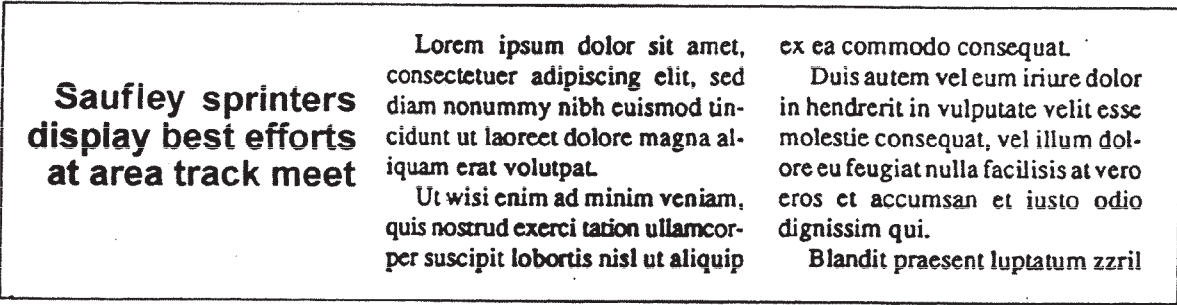 Saufley sprinters
display best efforts
at area track meet
Lorem ipsum dolor sit amet,
consectetuer adipiscing elit, sed
diam nonummy nibh euismod tin-
cidunt ut laoreet dolore magna al-
iquam erat volutpat.
Ut wisi enim ad minim veniam,
quis nostrud exerci tation ullamcor-
per suscipit lobortis nisl ut aliquip
ex ea commodo consequat.
Duis autem vel eum iriure dolor
in hendrerit in vulputate velit esse
molestie consequat, vel illum dol-
ore eu feugiat nulla facilisis at vero
eros et accumsan et iusto odio
dignissim qui.
Blandit praesent luptatum zzril